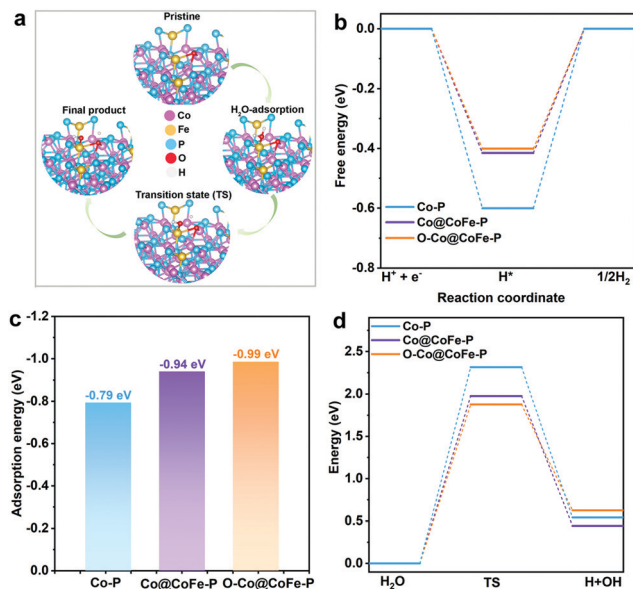 a
Pristine
Final product
H2O-adsorption
Co
Fe
P
O
H
Transition state (TS)
b
Free energy (eV)
0.0
-0.2
-0.4
-0.6
-0.8
Co-P
Co@CoFe-P
O-Co@CoFe-P
H+ + e-
H*
1/2H2
Reaction coordinate
c
Adsorption energy (eV)
-1.2
-1.0
-0.8
-0.6
-0.4
-0.2
0.0
-0.79 eV
-0.94 eV
-0.99 eV
Co-P
Co@CoFe-P
O-Co@CoFe-P
d
Co-P
Co@CoFe-P
O-Co@CoFe-P
Energy (eV)
2.5
2.0
1.5
1.0
0.5
0.0
H2O
TS
H+OH